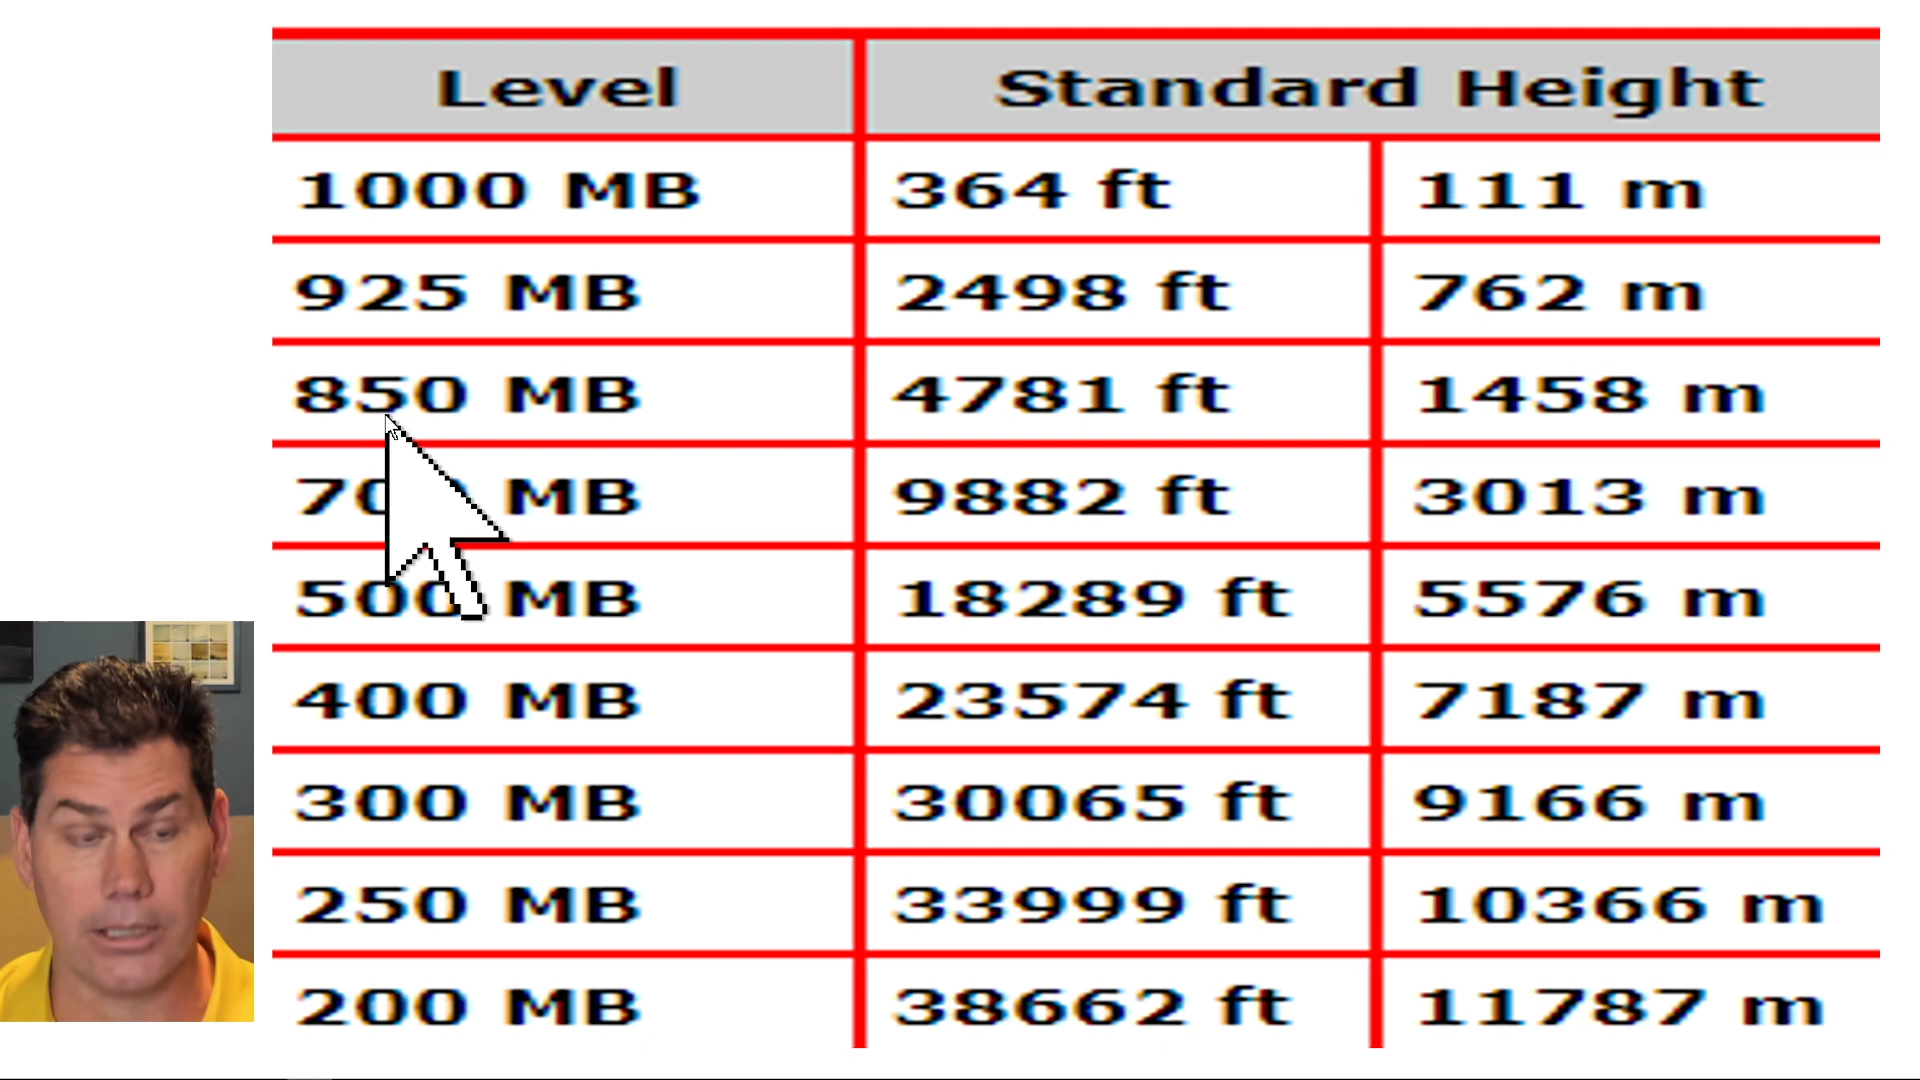 Level Standard Height
1000 MB 364 ft 111 m
925 MB 2498 ft 762 m
850 MB 4781 ft 1458 m
700 MB 9882 ft 3013 m
500 MB 18289 ft 5576 m
400 MB 23574 ft 7187 m
300 MB 30065 ft 9166 m
250 MB 33999 ft 10366 m
200 MB 38662 ft 11787 m